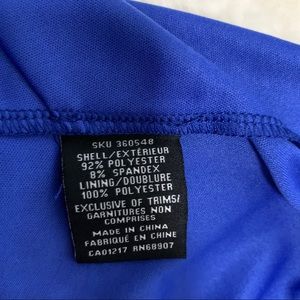 SKU 360548
SHELL/EXTÉRIEUR
92% POLYESTER
8% SPANDEX
LINING/DOUBLURE
100% POLYESTER
EXCLUSIVE OF TRIMS/
GARNITURES NON
COMPRISES
MADE IN CHINA
FABRIQUÉ EN CHINE
CA01217 RN68907